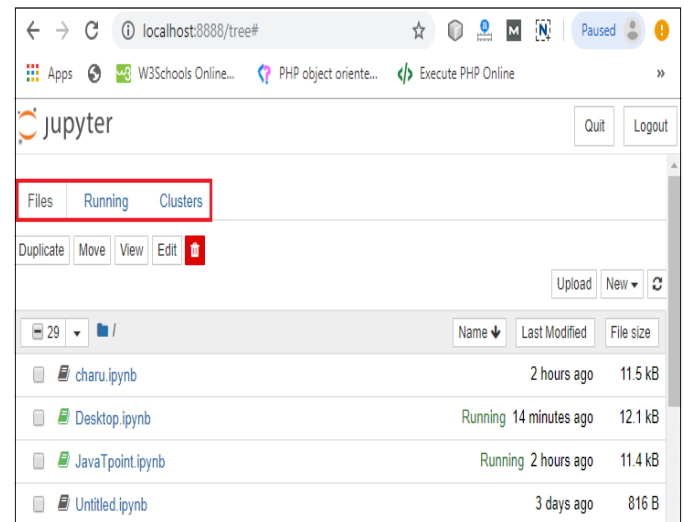 localhost:8888/tree#
Paused
Apps W3Schools Online... PHP object oriente... Execute PHP Online »
jupyter
Quit Logout
Files Running Clusters
Duplicate Move View Edit
Upload New
29 / Name Last Modified File size
charu.ipynb 2 hours ago 11.5 kB
Desktop.ipynb Running 14 minutes ago 12.1 kB
JavaTpoint.ipynb Running 2 hours ago 11.4 kB
Untitled.ipynb 3 days ago 816 B